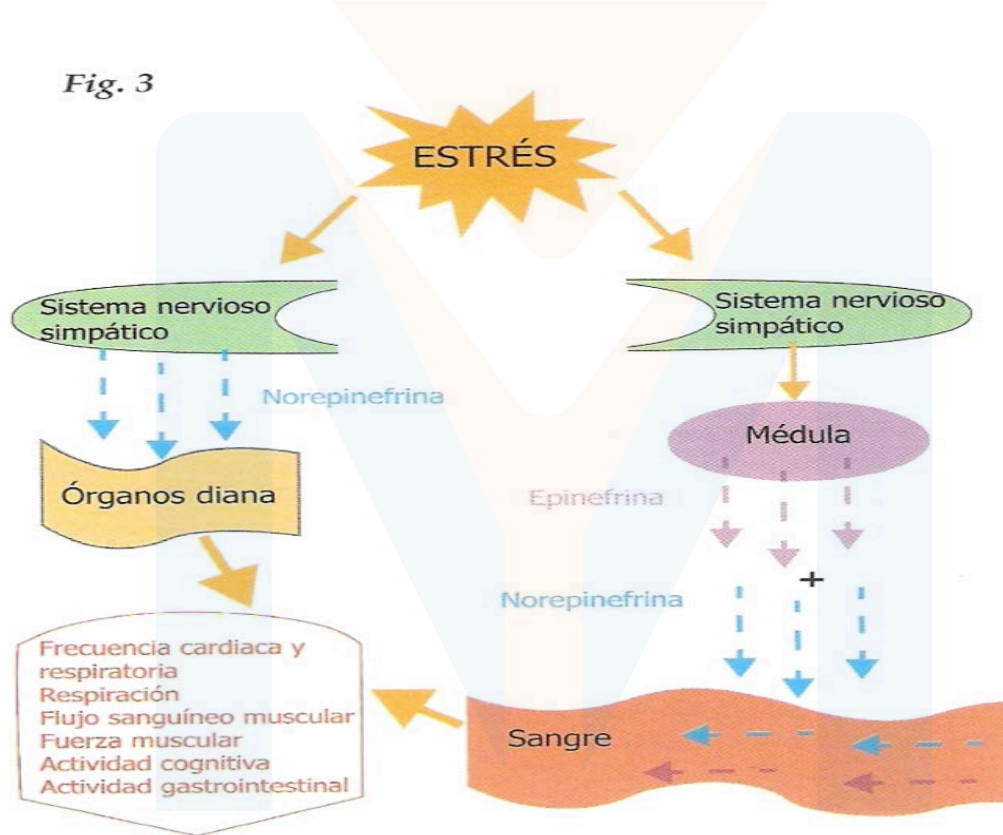 Fig. 3
ESTRÉS
Sistema nervioso
simpático
Sistema nervioso
simpático
Norepinefrina
Médula
Órganos diana
Epinefrina
Norepinefrina
+
Frecuencia cardiaca y
respiratoria
Respiración
Flujo sanguíneo muscular
Fuerza muscular
Actividad cognitiva
Actividad gastrointestinal
Sangre